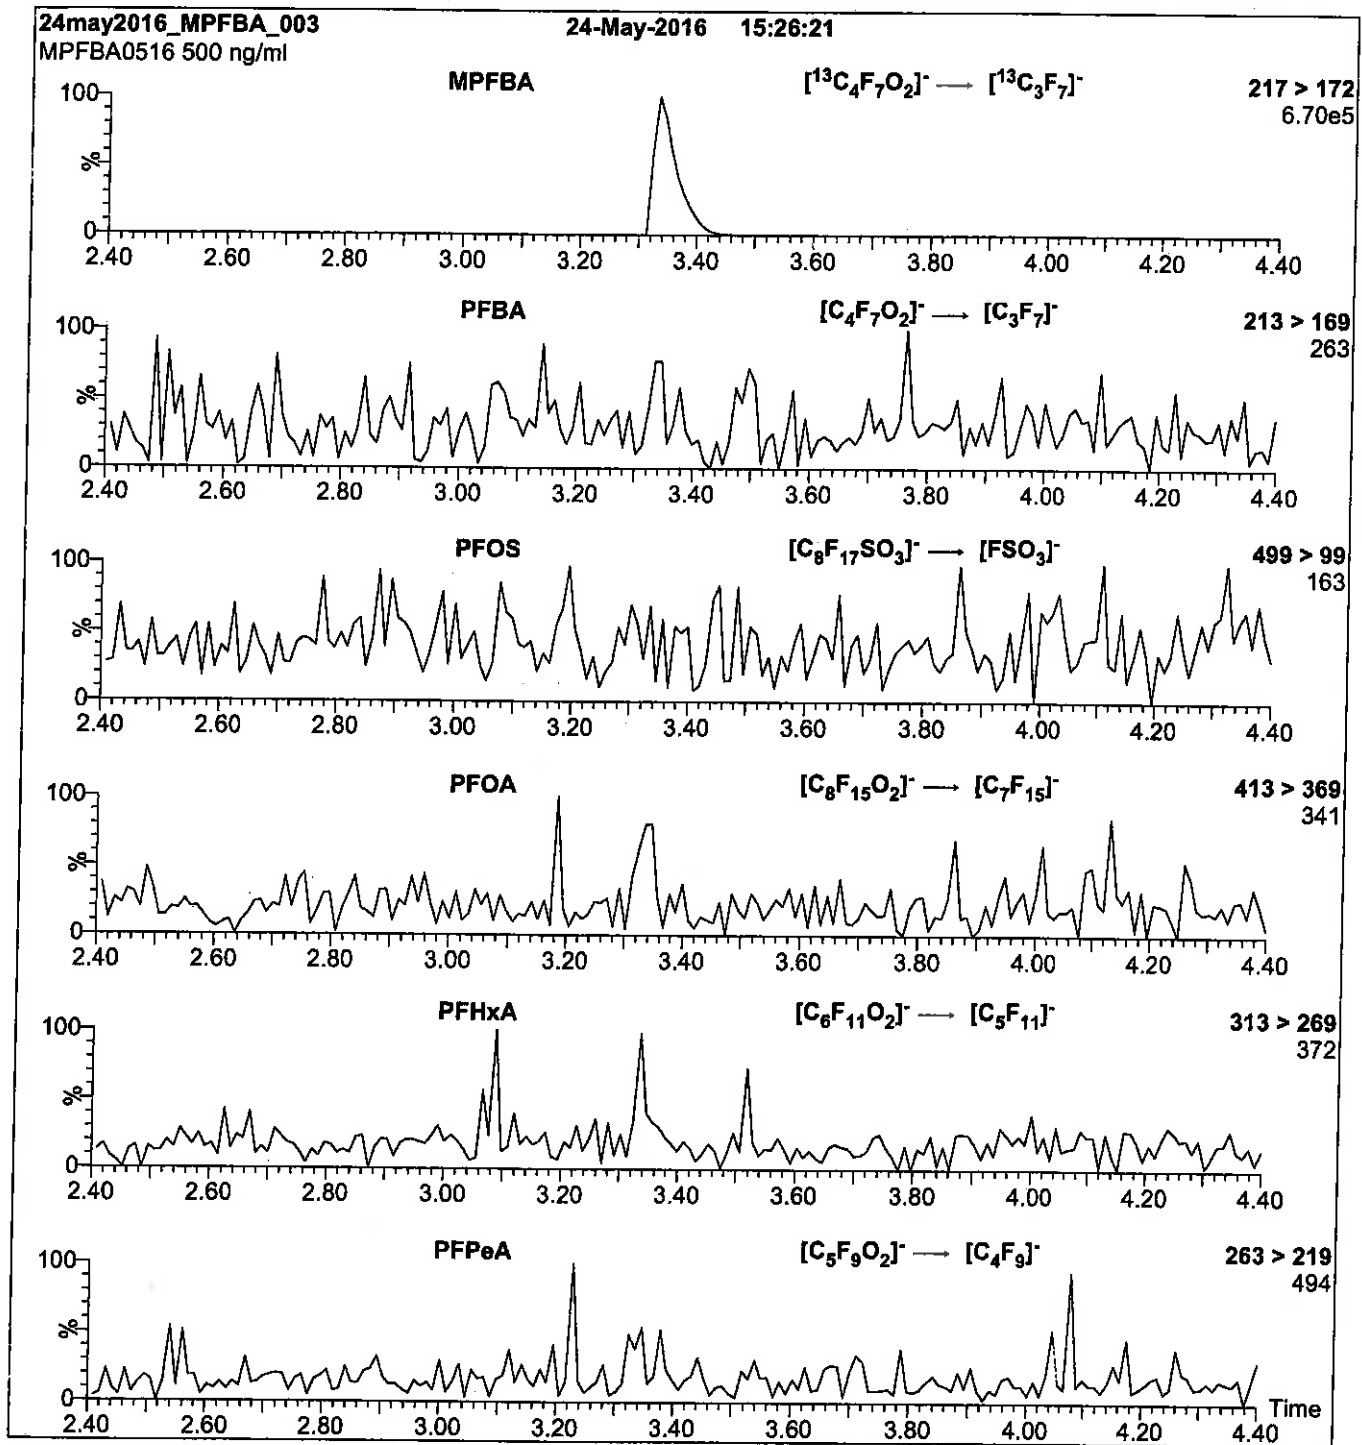 24may2016_MPFBA_003 24-May-2016 15:26:21
MPFBA0516 500 ng/ml
MPFBA [¹³C₄F₇O₂]⁻ → [¹³C₃F₇]⁻ 217 > 172
6.70e5
100
%
0
2.40 2.60 2.80 3.00 3.20 3.40 3.60 3.80 4.00 4.20 4.40
PFBA [C₄F₇O₂]⁻ → [C₃F₇]⁻ 213 > 169
263
100
%
0
2.40 2.60 2.80 3.00 3.20 3.40 3.60 3.80 4.00 4.20 4.40
PFOS [C₈F₁₇SO₃]⁻ → [FSO₃]⁻ 499 > 99
163
100
%
0
2.40 2.60 2.80 3.00 3.20 3.40 3.60 3.80 4.00 4.20 4.40
PFOA [C₈F₁₅O₂]⁻ → [C₇F₁₅]⁻ 413 > 369
341
100
%
0
2.40 2.60 2.80 3.00 3.20 3.40 3.60 3.80 4.00 4.20 4.40
PFHxA [C₆F₁₁O₂]⁻ → [C₅F₁₁]⁻ 313 > 269
372
100
%
0
2.40 2.60 2.80 3.00 3.20 3.40 3.60 3.80 4.00 4.20 4.40
PFPeA [C₅F₉O₂]⁻ → [C₄F₉]⁻ 263 > 219
494
100
%
0
2.40 2.60 2.80 3.00 3.20 3.40 3.60 3.80 4.00 4.20 4.40 Time